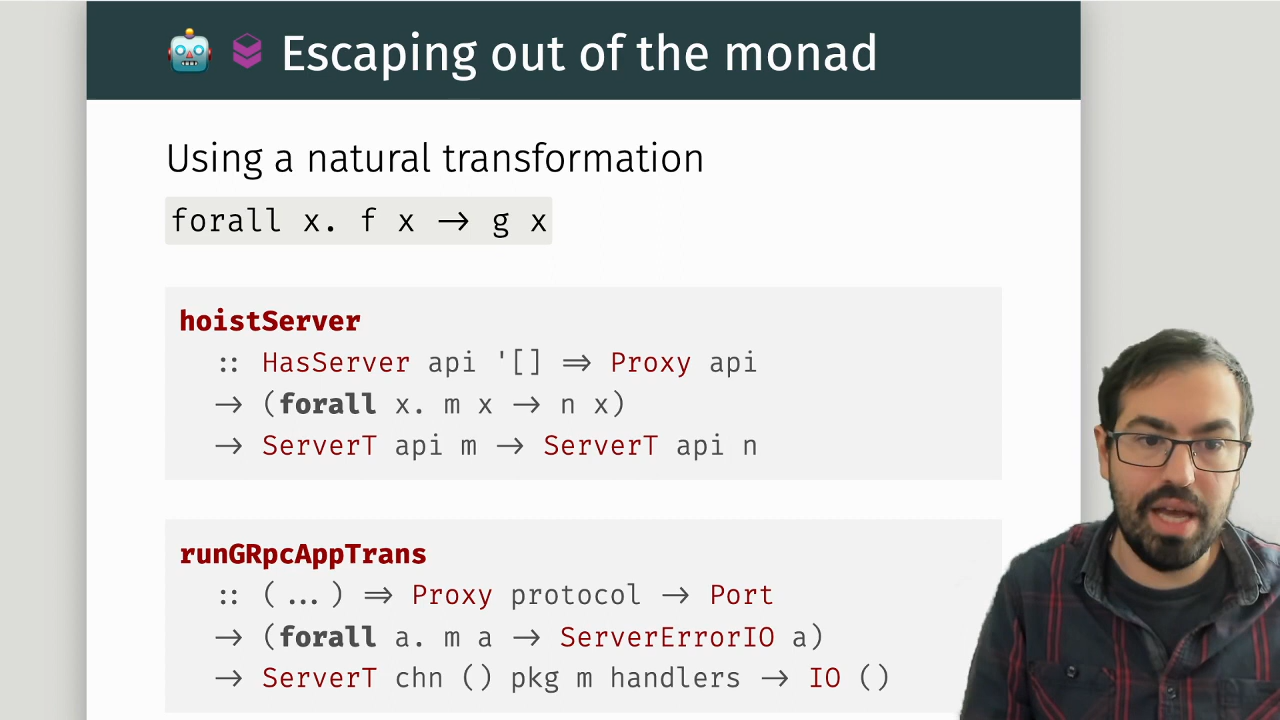 Escaping out of the monad
Using a natural transformation
forall x. f x → g x
hoistServer
:: HasServer api '[] ⇒ Proxy api
→ (forall x. m x → n x)
→ ServerT api m → ServerT api n
runGRpcAppTrans
:: (...) ⇒ Proxy protocol → Port
→ (forall a. m a → ServerErrorIO a)
→ ServerT chn () pkg m handlers → IO ()